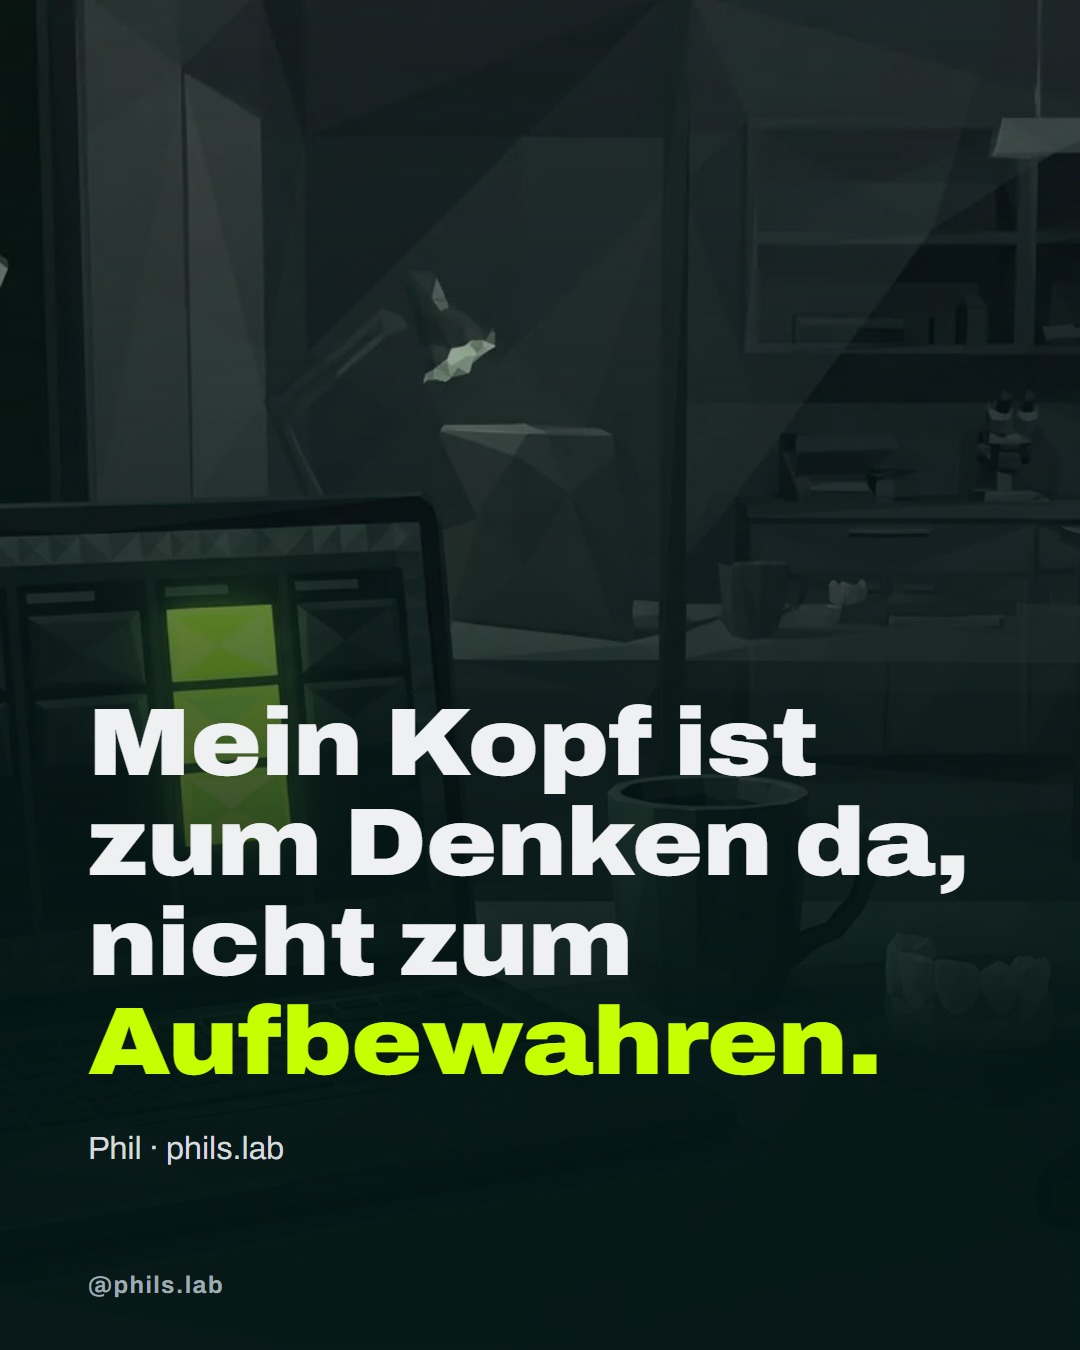 Mein Kopf ist
zum Denken da,
nicht zum
Aufbewahren.
Phil · phils.lab
@phils.lab